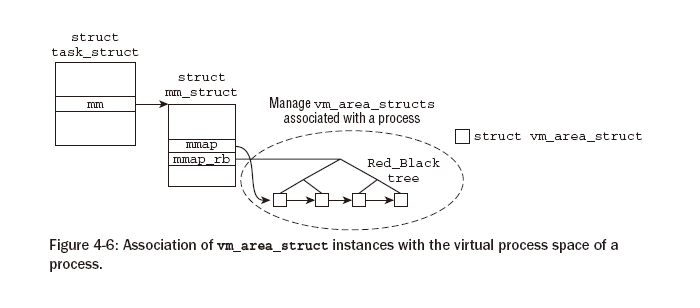 struct
task_struct
struct
mm_struct
mm
Manage vm_area_structs
associated with a process
struct vm_area_struct
mmap
mmap_rb
Red_Black
tree
Figure 4-6: Association of vm_area_struct instances with the virtual process space of a
process.